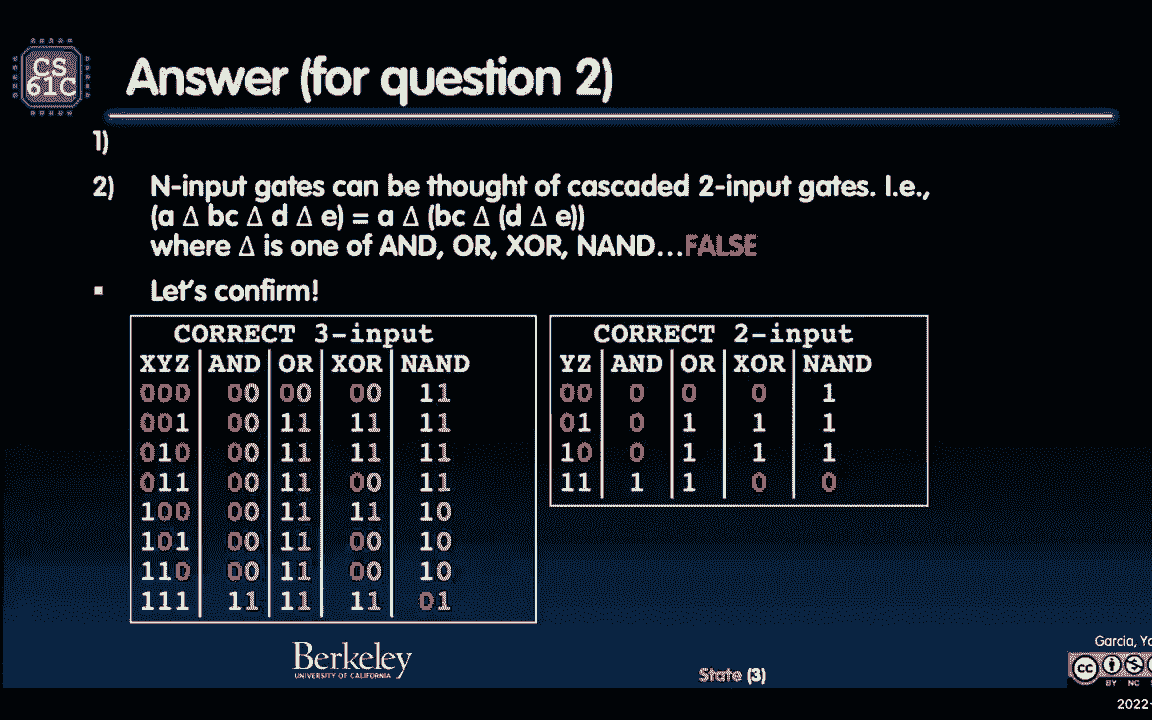 CS
61C
Answer (for question 2)
1)
2) N-input gates can be thought of cascaded 2-input gates. I.e.,
(a Δ bc Δ d Δ e) = a Δ (bc Δ (d Δ e))
where Δ is one of AND, OR, XOR, NAND…FALSE
▪ Let's confirm!
CORRECT 3-input
XYZ AND OR XOR NAND
000 00 00 00 11
001 00 11 11 11
010 00 11 11 11
011 00 11 00 11
100 00 11 11 10
101 00 11 00 10
110 00 11 00 10
111 11 11 11 01
CORRECT 2-input
YZ AND OR XOR NAND
00 0 0 0 1
01 0 1 1 1
10 0 1 1 1
11 1 1 0 0
Berkeley
UNIVERSITY OF CALIFORNIA
State (3)
Garcia,
cc
BY NC
2022-